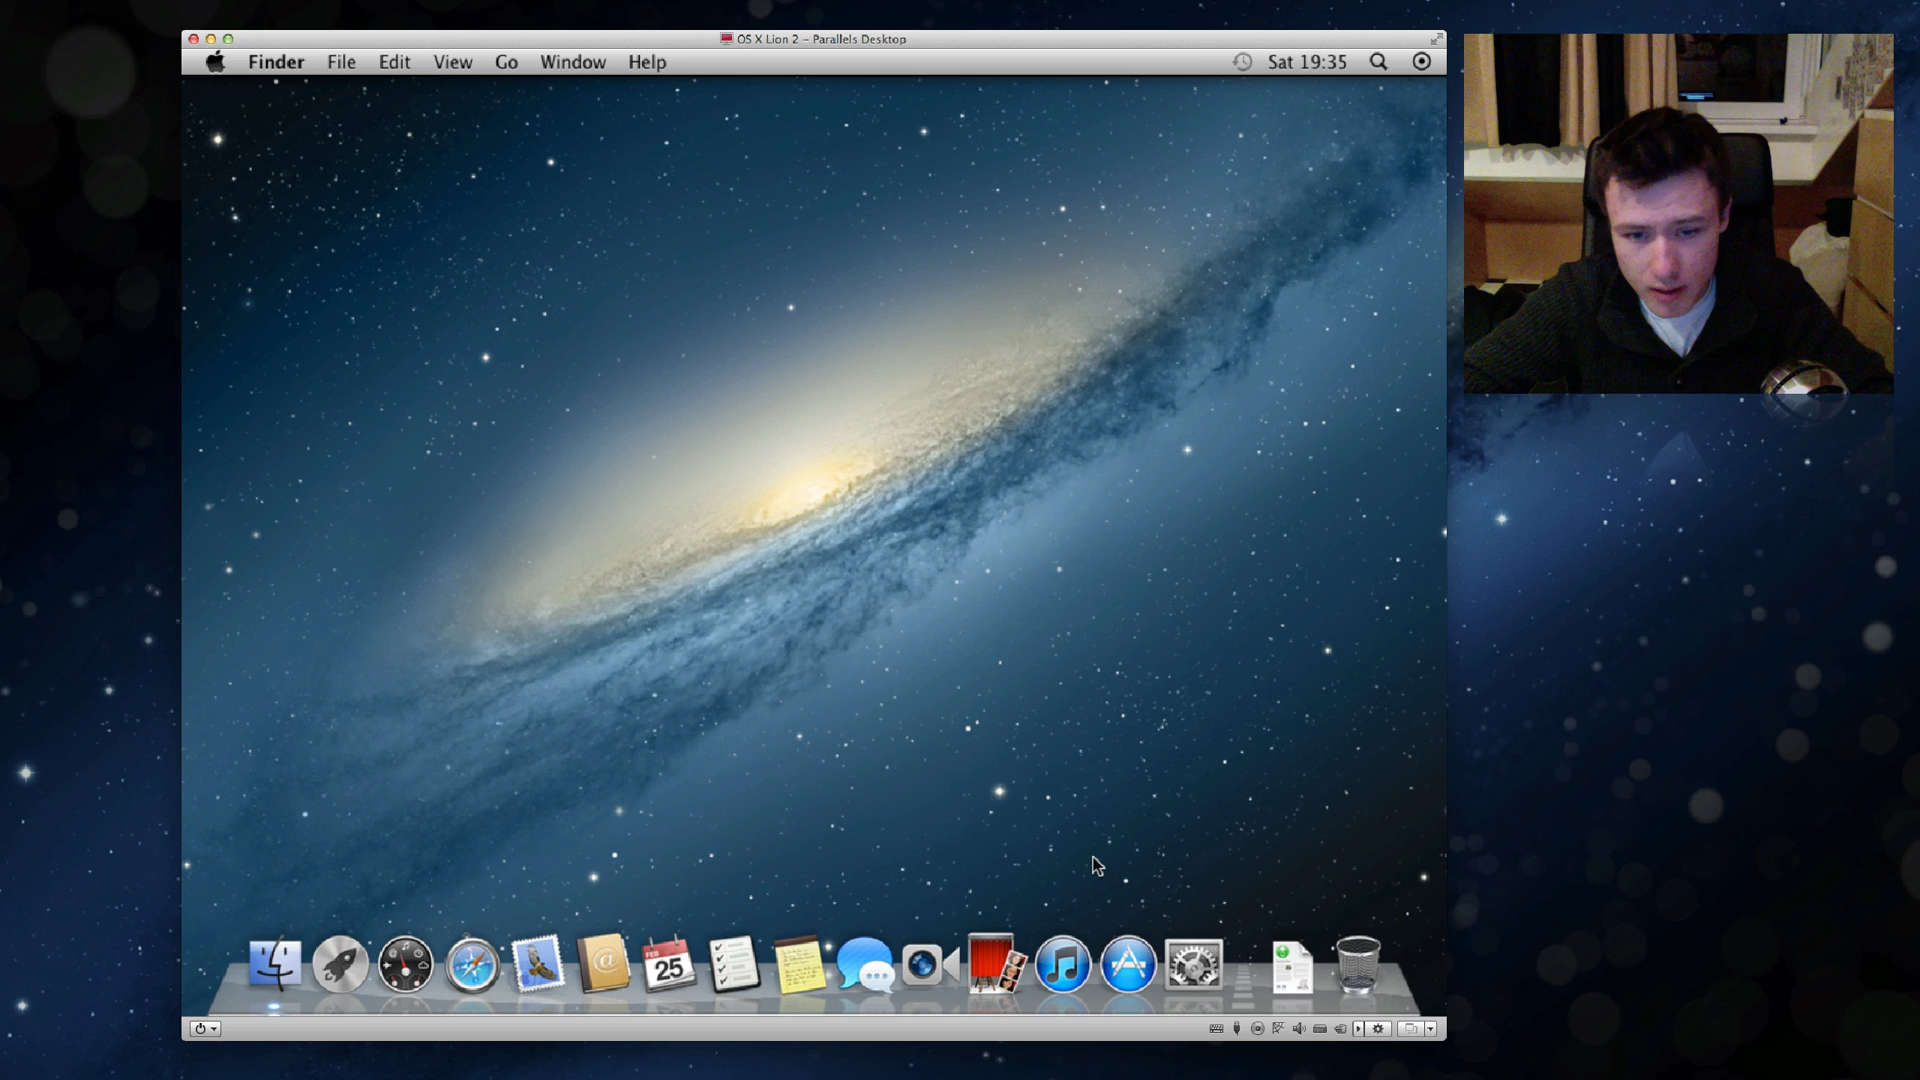 OS X Lion 2 – Parallels Desktop
Finder File Edit View Go Window Help Sat 19:35
FEB
25